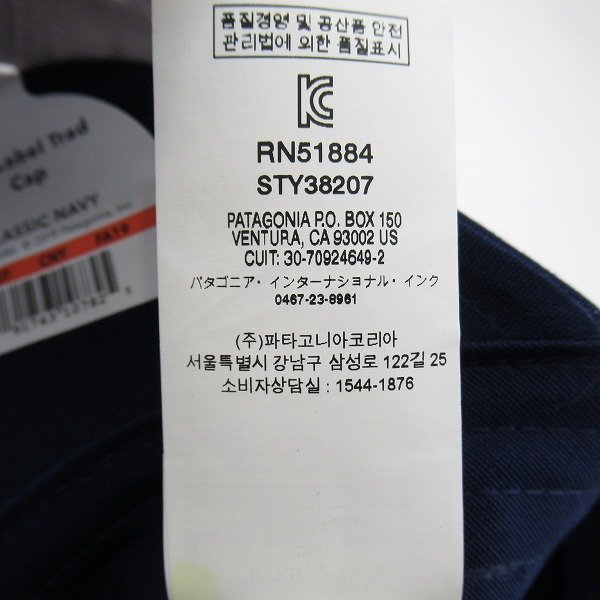 품질경영 및 공산품 안전
관리법에 의한 품질표시
RN51884
STY38207
PATAGONIA P.O. BOX 150
VENTURA, CA 93002 US
CUIT: 30-70924649-2
パタゴニア・インターナショナル・インク
0467-23-8961
(주)파타고니아코리아
서울특별시 강남구 삼성로 122길 25
소비자상담실 : 1544-1876
Label Trad
Cap
CLASSIC NAVY
CNY FA19